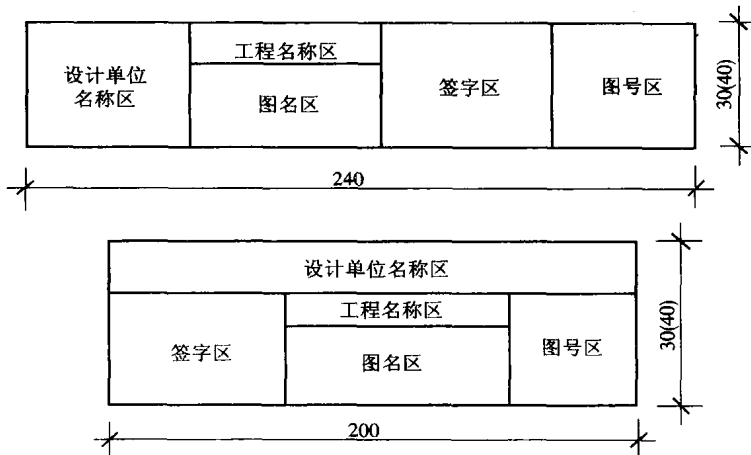 设计单位
名称区
工程名称区
图名区
签字区
图号区
30(40)
240
设计单位名称区
签字区
工程名称区
图名区
图号区
30(40)
200